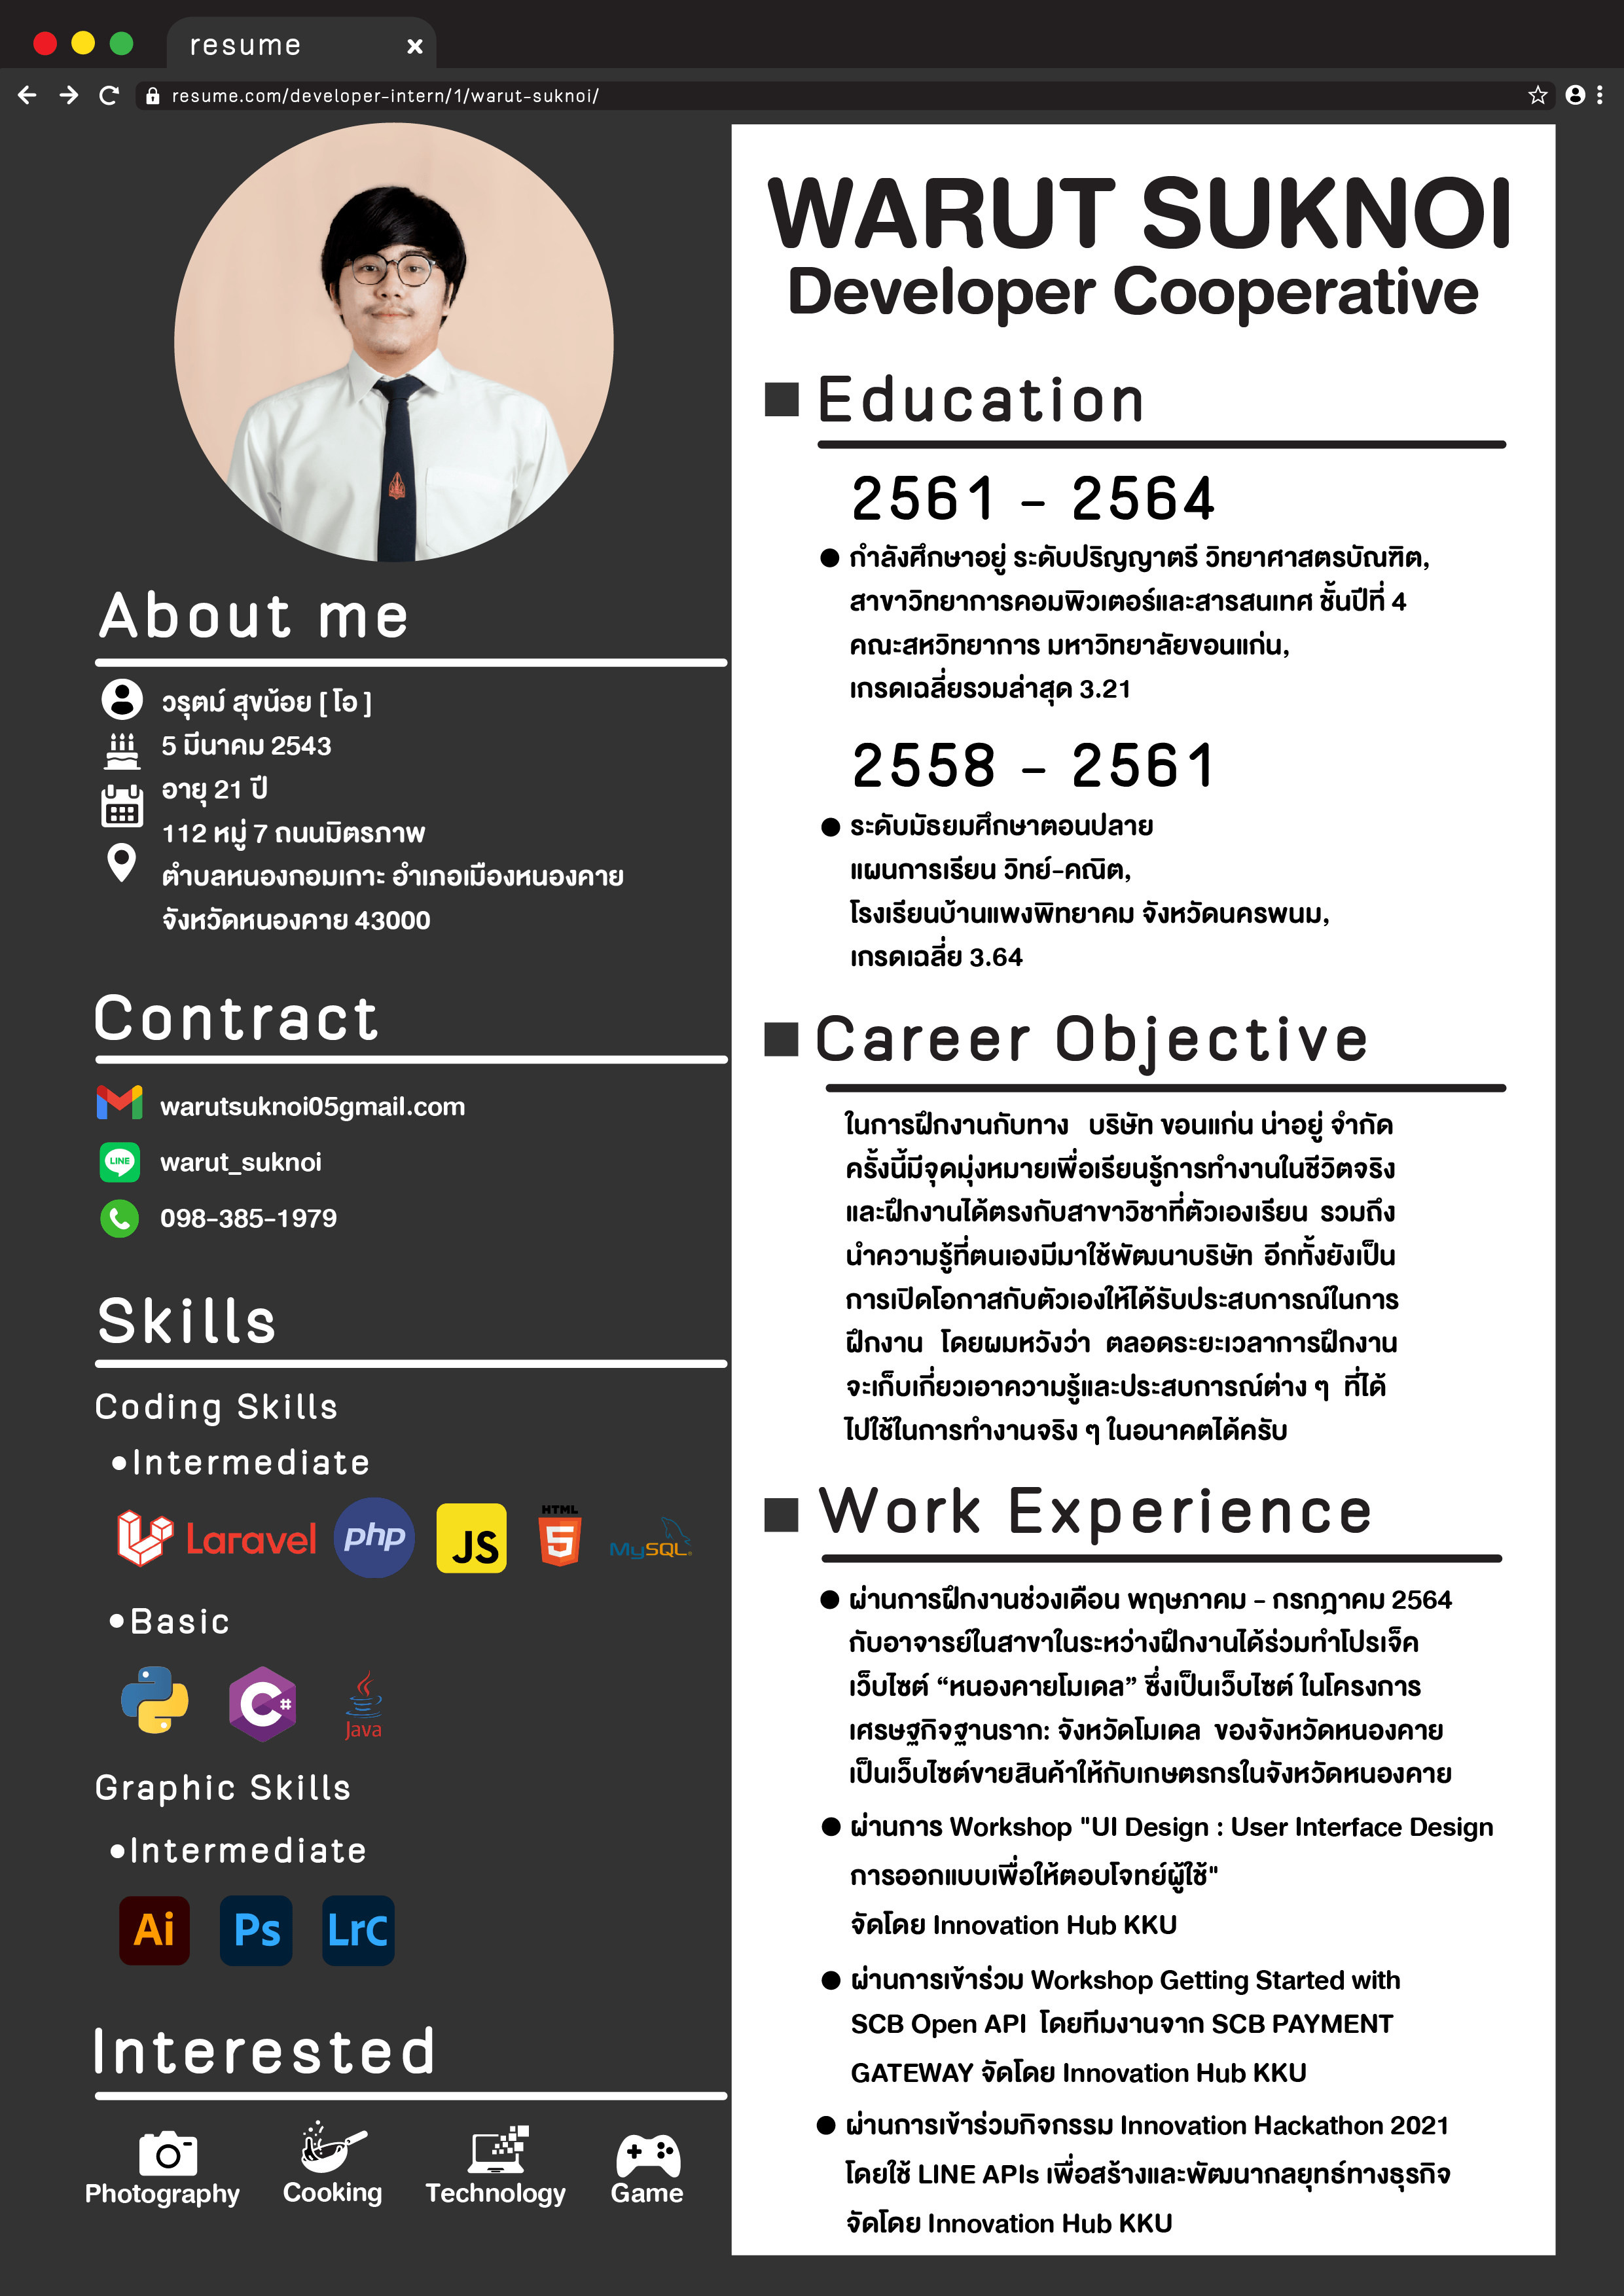 resume
resume.com/developer-intern/1/warut-suknoi/
About me
วรุตม์ สุขน้อย [ โอ ]
5 มีนาคม 2543
อายุ 21 ปี
112 หมู่ 7 ถนนมิตรภาพ
ตำบลหนองกอมเกาะ อำเภอเมืองหนองคาย
จังหวัดหนองคาย 43000
Contract
warutsuknoi05gmail.com
LINE
warut_suknoi
098-385-1979
Skills
Coding Skills
•Intermediate
Laravel
php
JS
HTML
5
MySQL
•Basic
C#
Java
Graphic Skills
•Intermediate
Ai
Ps
LrC
Interested
Photography
Cooking
Technology
Game
WARUT SUKNOI
Developer Cooperative
Education
2561 - 2564
● กำลังศึกษาอยู่ ระดับปริญญาตรี วิทยาศาสตรบัณฑิต,
สาขาวิทยาการคอมพิวเตอร์และสารสนเทศ ชั้นปีที่ 4
คณะสหวิทยาการ มหาวิทยาลัยขอนแก่น,
เกรดเฉลี่ยรวมล่าสุด 3.21
2558 - 2561
● ระดับมัธยมศึกษาตอนปลาย
แผนการเรียน วิทย์-คณิต,
โรงเรียนบ้านแพงพิทยาคม จังหวัดนครพนม,
เกรดเฉลี่ย 3.64
Career Objective
ในการฝึกงานกับทาง บริษัท ขอนแก่น น่าอยู่ จำกัด
ครั้งนี้มีจุดมุ่งหมายเพื่อเรียนรู้การทำงานในชีวิตจริง
และฝึกงานได้ตรงกับสาขาวิชาที่ตัวเองเรียน รวมถึง
นำความรู้ที่ตนเองมีมาใช้พัฒนาบริษัท อีกทั้งยังเป็น
การเปิดโอกาสกับตัวเองให้ได้รับประสบการณ์ในการ
ฝึกงาน โดยผมหวังว่า ตลอดระยะเวลาการฝึกงาน
จะเก็บเกี่ยวเอาความรู้และประสบการณ์ต่าง ๆ ที่ได้
ไปใช้ในการทำงานจริง ๆ ในอนาคตได้ครับ
Work Experience
● ผ่านการฝึกงานช่วงเดือน พฤษภาคม - กรกฎาคม 2564
กับอาจารย์ในสาขาในระหว่างฝึกงานได้ร่วมทำโปรเจ็ค
เว็บไซต์ “หนองคายโมเดล” ซึ่งเป็นเว็บไซต์ ในโครงการ
เศรษฐกิจฐานราก: จังหวัดโมเดล ของจังหวัดหนองคาย
เป็นเว็บไซต์ขายสินค้าให้กับเกษตรกรในจังหวัดหนองคาย
● ผ่านการ Workshop "UI Design : User Interface Design
การออกแบบเพื่อให้ตอบโจทย์ผู้ใช้"
จัดโดย Innovation Hub KKU
● ผ่านการเข้าร่วม Workshop Getting Started with
SCB Open API โดยทีมงานจาก SCB PAYMENT
GATEWAY จัดโดย Innovation Hub KKU
● ผ่านการเข้าร่วมกิจกรรม Innovation Hackathon 2021
โดยใช้ LINE APIs เพื่อสร้างและพัฒนากลยุทธ์ทางธุรกิจ
จัดโดย Innovation Hub KKU